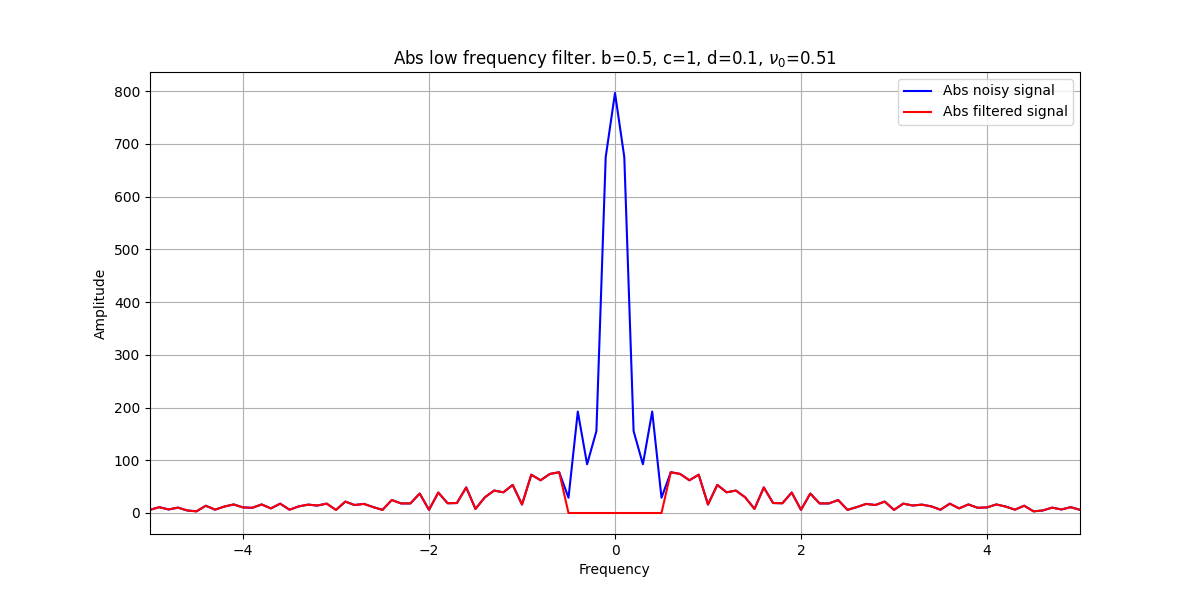 Abs low frequency filter. b=0.5, c=1, d=0.1, ν₀=0.51
Abs noisy signal
Abs filtered signal
800
700
600
500
400
300
200
100
0
Amplitude
−4 −2 0 2 4
Frequency